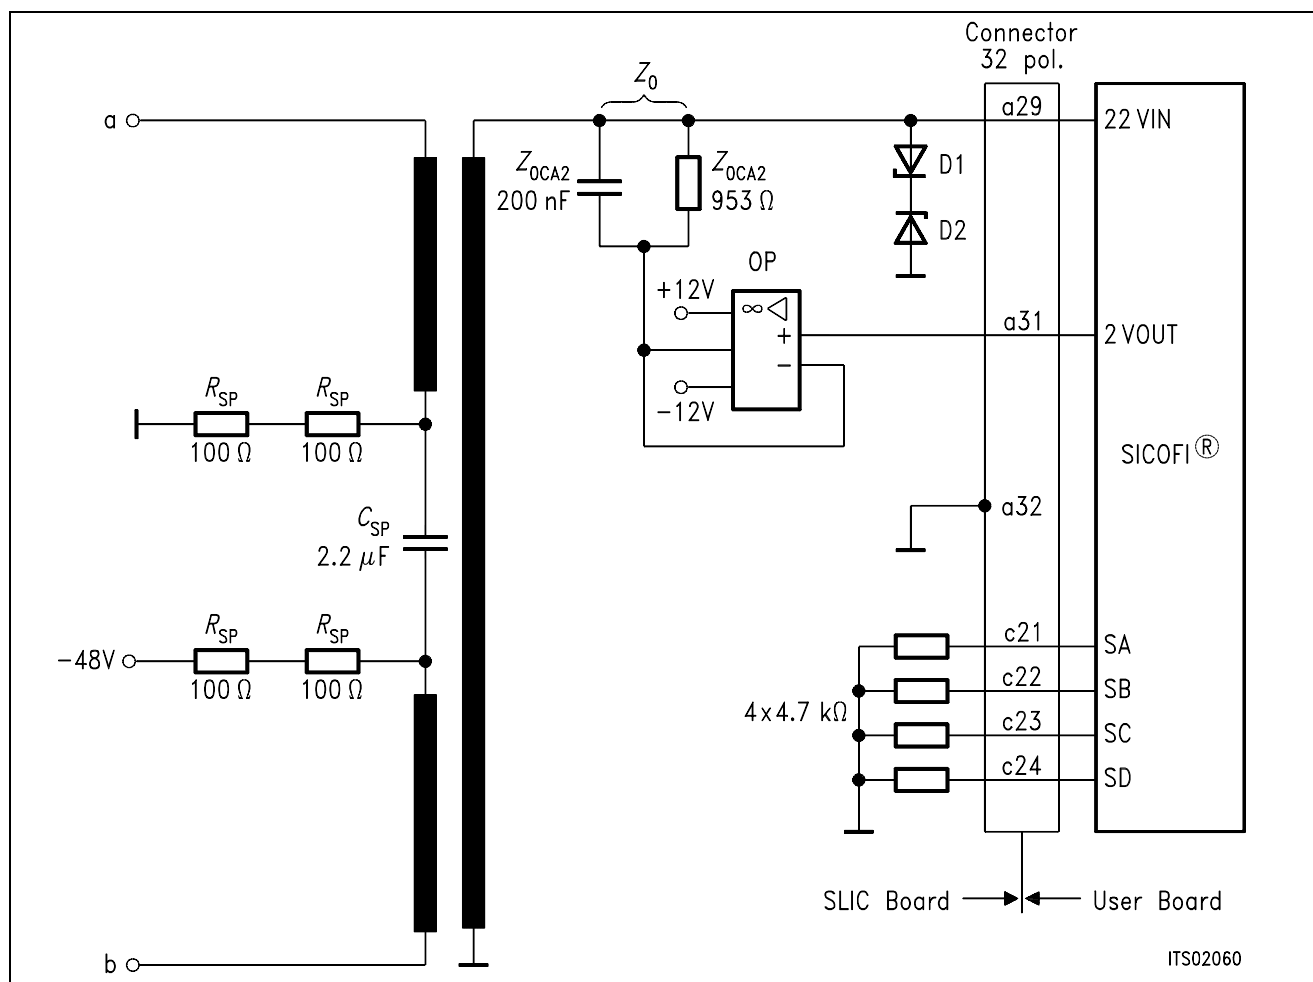 Connector
32 pol.
Z0
a
a29
22 VIN
Z0CA2
200 nF
Z0CA2
953 Ω
D1
D2
OP
+12V
∞
+
−
−12V
a31
2 VOUT
RSP
100 Ω
RSP
100 Ω
SICOFI®
CSP
2.2 µF
a32
RSP
100 Ω
RSP
100 Ω
−48V
c21
SA
c22
SB
4x4.7 kΩ
c23
SC
c24
SD
SLIC Board
User Board
b
ITS02060